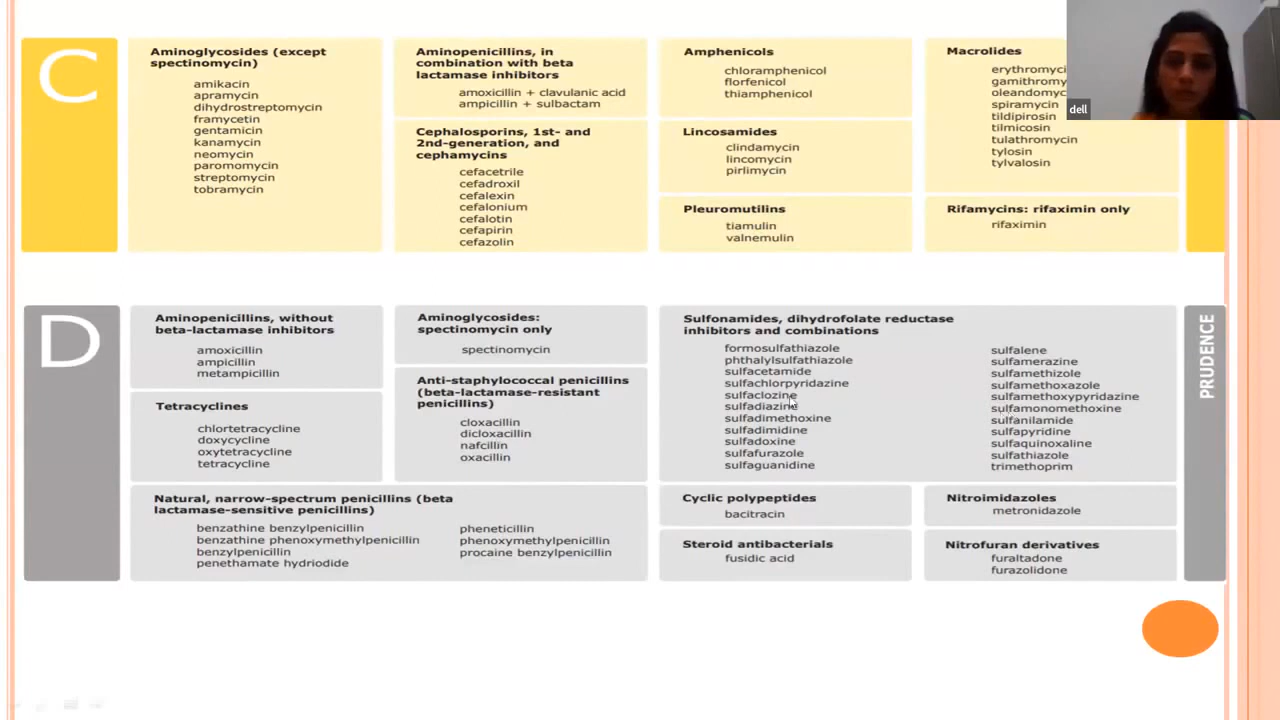 C
Aminoglycosides (except
spectinomycin)
amikacin
apramycin
dihydrostreptomycin
framycetin
gentamicin
kanamycin
neomycin
paromomycin
streptomycin
tobramycin
Aminopenicillins, in
combination with beta
lactamase inhibitors
amoxicillin + clavulanic acid
ampicillin + sulbactam
Cephalosporins, 1st- and
2nd-generation, and
cephamycins
cefacetrile
cefadroxil
cefalexin
cefalonium
cefalotin
cefapirin
cefazolin
Amphenicols
chloramphenicol
florfenicol
thiamphenicol
Lincosamides
clindamycin
lincomycin
pirlimycin
Pleuromutilins
tiamulin
valnemulin
Macrolides
erythromyci
gamithromy
oleandomyc
spiramycin
tildipirosin
tilmicosin
tulathromycin
tylosin
tylvalosin
Rifamycins: rifaximin only
rifaximin
dell
D
Aminopenicillins, without
beta-lactamase inhibitors
amoxicillin
ampicillin
metampicillin
Tetracyclines
chlortetracycline
doxycycline
oxytetracycline
tetracycline
Aminoglycosides:
spectinomycin only
spectinomycin
Anti-staphylococcal penicillins
(beta-lactamase-resistant
penicillins)
cloxacillin
dicloxacillin
nafcillin
oxacillin
Natural, narrow-spectrum penicillins (beta
lactamase-sensitive penicillins)
benzathine benzylpenicillin
benzathine phenoxymethylpenicillin
benzylpenicillin
penethamate hydriodide
pheneticillin
phenoxymethylpenicillin
procaine benzylpenicillin
Sulfonamides, dihydrofolate reductase
inhibitors and combinations
formosulfathiazole
phthalylsulfathiazole
sulfacetamide
sulfachlorpyridazine
sulfaclozine
sulfadiazine
sulfadimethoxine
sulfadimidine
sulfadoxine
sulfafurazole
sulfaguanidine
sulfalene
sulfamerazine
sulfamethizole
sulfamethoxazole
sulfamethoxypyridazine
sulfamonomethoxine
sulfanilamide
sulfapyridine
sulfaquinoxaline
sulfathiazole
trimethoprim
Cyclic polypeptides
bacitracin
Steroid antibacterials
fusidic acid
Nitroimidazoles
metronidazole
Nitrofuran derivatives
furaltadone
furazolidone
PRUDENCE